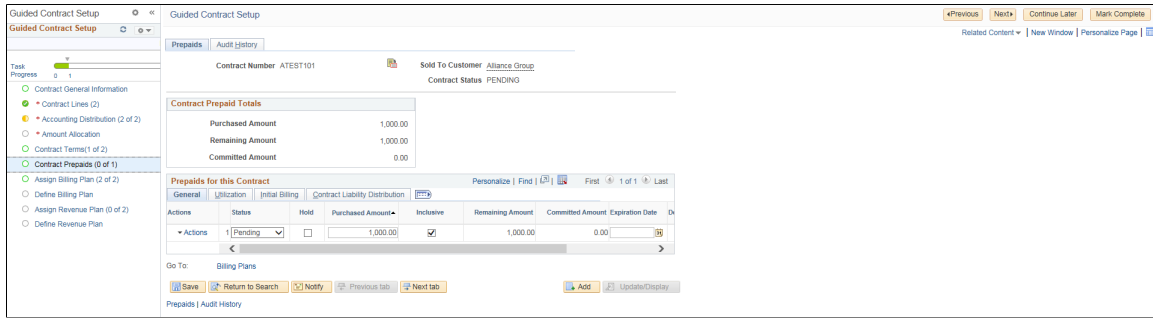 Guided Contract Setup
Guided Contract Setup
Previous Next Continue Later Mark Complete
Guided Contract Setup
Related Content New Window | Personalize Page |
Prepaids Audit History
Contract Number ATEST101 Sold To Customer Alliance Group
Contract Status PENDING
Task Progress 0 1
Contract General Information
* Contract Lines (2)
* Accounting Distribution (2 of 2)
* Amount Allocation
Contract Terms(1 of 2)
Contract Prepaids (0 of 1)
Assign Billing Plan (2 of 2)
Define Billing Plan
Assign Revenue Plan (0 of 2)
Define Revenue Plan
Contract Prepaid Totals
Purchased Amount 1,000.00
Remaining Amount 1,000.00
Committed Amount 0.00
Prepaids for this Contract Personalize | Find | | First 1 of 1 Last
General Utilization Initial Billing Contract Liability Distribution
Actions Status Hold Purchased Amount Inclusive Remaining Amount Committed Amount Expiration Date
Actions 1 Pending 1,000.00 1,000.00 0.00
Go To: Billing Plans
Save Return to Search Notify Previous tab Next tab Add Update/Display
Prepaids | Audit History